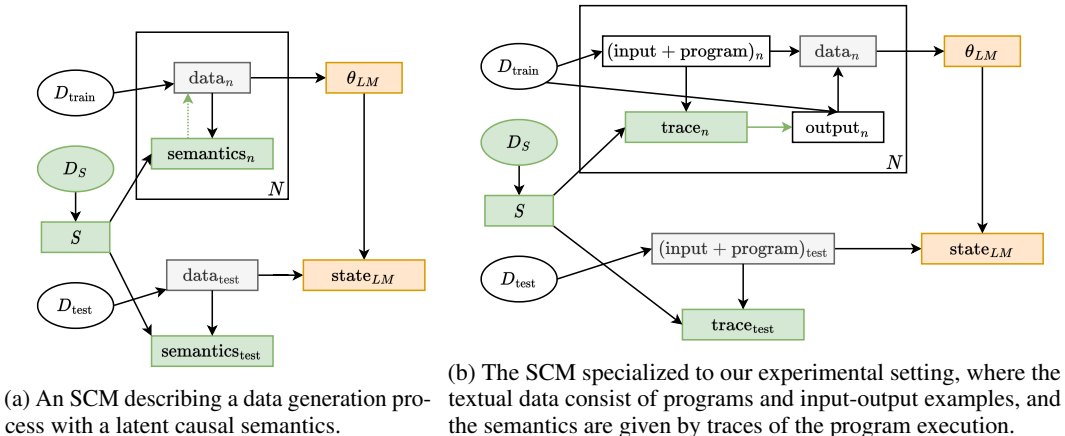 D_train
data_n
θ_LM
semantics_n
N
D_S
S
data_test
state_LM
D_test
semantics_test
(a) An SCM describing a data generation pro-
cess with a latent causal semantics.
D_train
(input + program)_n
data_n
θ_LM
trace_n
output_n
N
D_S
S
(input + program)_test
state_LM
D_test
trace_test
(b) The SCM specialized to our experimental setting, where the
textual data consist of programs and input-output examples, and
the semantics are given by traces of the program execution.